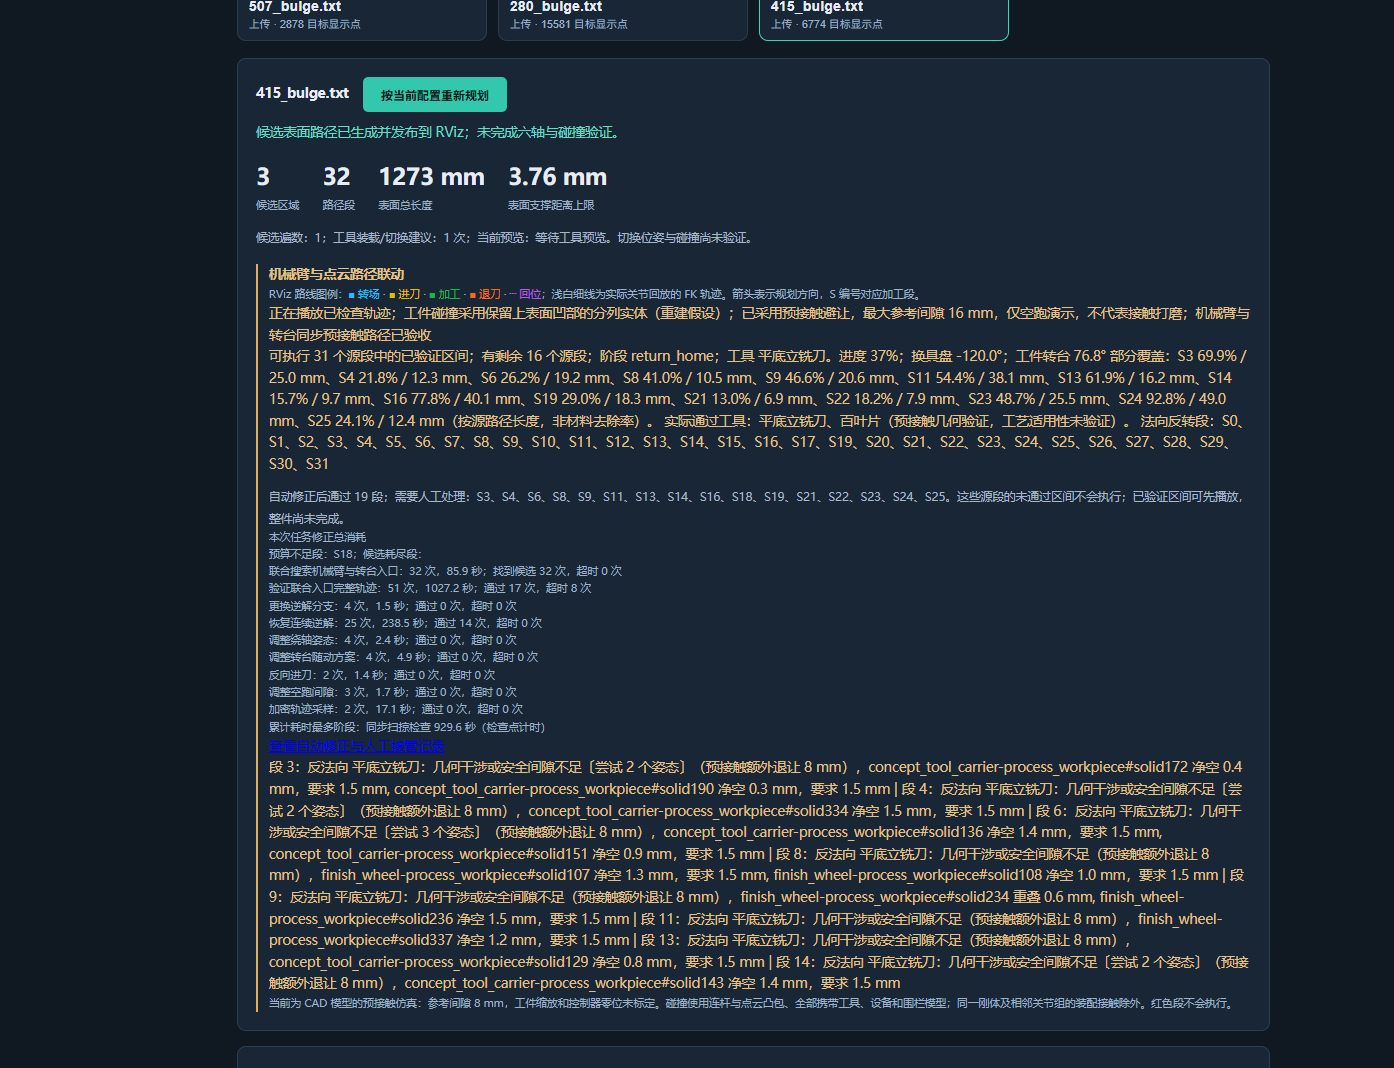 507_bulge.txt
上传 · 2878 目标显示点
280_bulge.txt
上传 · 15581 目标显示点
415_bulge.txt
上传 · 6774 目标显示点
415_bulge.txt
按当前配置重新规划
候选表面路径已生成并发布到 RViz；未完成六轴与碰撞验证。
3
候选区域
32
路径段
1273 mm
表面总长度
3.76 mm
表面支撑距离上限
候选遍数：1；工具装载/切换建议：1 次；当前预览：等待工具预览。切换位姿与碰撞尚未验证。
机械臂与点云路径联动
RViz 路线图例：■ 转场 · ■ 进刀 · ■ 加工 · ■ 退刀 · ┄ 回位；浅白细线为实际关节回放的 FK 轨迹。箭头表示规划方向，S 编号对应加工段。
正在播放已检查轨迹；工件碰撞采用保留上表面凹部的分列实体（重建假设）；已采用预接触避让，最大参考间隙 16 mm，仅空跑演示，不代表接触打磨；机械臂与
转台同步预接触路径已验收
可执行 31 个源段中的已验证区间；有剩余 16 个源段；阶段 return_home；工具 平底立铣刀。进度 37%；换具盘 -120.0°；工件转台 76.8° 部分覆盖：S3 69.9% /
25.0 mm、S4 21.8% / 12.3 mm、S6 26.2% / 19.2 mm、S8 41.0% / 10.5 mm、S9 46.6% / 20.6 mm、S11 54.4% / 38.1 mm、S13 61.9% / 16.2 mm、S14
15.7% / 9.7 mm、S16 77.8% / 40.1 mm、S19 29.0% / 18.3 mm、S21 13.0% / 6.9 mm、S22 18.2% / 7.9 mm、S23 48.7% / 25.5 mm、S24 92.8% / 49.0
mm、S25 24.1% / 12.4 mm（按源路径长度，非材料去除率）。 实际通过工具：平底立铣刀、百叶片（预接触几何验证，工艺适用性未验证）。 法向反转段：S0、
S1、S2、S3、S4、S5、S6、S7、S8、S9、S10、S11、S12、S13、S14、S15、S16、S17、S19、S20、S21、S22、S23、S24、S25、S26、S27、S28、S29、
S30、S31
自动修正后通过 19 段；需要人工处理：S3、S4、S6、S8、S9、S11、S13、S14、S16、S18、S19、S21、S22、S23、S24、S25。这些源段的未通过区间不会执行；已验证区间可先播放，
整件尚未完成。
本次任务修正总消耗
预算不足段：S18；候选耗尽段：
联合搜索机械臂与转台入口：32 次，85.9 秒；找到候选 32 次，超时 0 次
验证联合入口完整轨迹：51 次，1027.2 秒；通过 17 次，超时 8 次
更换逆解分支：4 次，1.5 秒；通过 0 次，超时 0 次
恢复连续逆解：25 次，238.5 秒；通过 14 次，超时 0 次
调整绕轴姿态：4 次，2.4 秒；通过 0 次，超时 0 次
调整转台随动方案：4 次，4.9 秒；通过 0 次，超时 0 次
反向进刀：2 次，1.4 秒；通过 0 次，超时 0 次
调整空跑间隙：3 次，1.7 秒；通过 0 次，超时 0 次
加密轨迹采样：2 次，17.1 秒；通过 0 次，超时 0 次
累计耗时最多阶段：同步扫掠检查 929.6 秒（检查点计时）
查看自动修正与人工接管记录
段 3：反法向 平底立铣刀：几何干涉或安全间隙不足〔尝试 2 个姿态〕（预接触额外退让 8 mm），concept_tool_carrier-process_workpiece#solid172 净空 0.4
mm，要求 1.5 mm, concept_tool_carrier-process_workpiece#solid190 净空 0.3 mm，要求 1.5 mm | 段 4：反法向 平底立铣刀：几何干涉或安全间隙不足〔尝
试 2 个姿态〕（预接触额外退让 8 mm），concept_tool_carrier-process_workpiece#solid334 净空 1.5 mm，要求 1.5 mm | 段 6：反法向 平底立铣刀：几何干
涉或安全间隙不足〔尝试 3 个姿态〕（预接触额外退让 8 mm），concept_tool_carrier-process_workpiece#solid136 净空 1.4 mm，要求 1.5 mm,
concept_tool_carrier-process_workpiece#solid151 净空 0.9 mm，要求 1.5 mm | 段 8：反法向 平底立铣刀：几何干涉或安全间隙不足（预接触额外退让 8
mm），finish_wheel-process_workpiece#solid107 净空 1.3 mm，要求 1.5 mm, finish_wheel-process_workpiece#solid108 净空 1.0 mm，要求 1.5 mm | 段
9：反法向 平底立铣刀：几何干涉或安全间隙不足（预接触额外退让 8 mm），finish_wheel-process_workpiece#solid234 重叠 0.6 mm, finish_wheel-
process_workpiece#solid236 净空 1.5 mm，要求 1.5 mm | 段 11：反法向 平底立铣刀：几何干涉或安全间隙不足（预接触额外退让 8 mm），finish_wheel-
process_workpiece#solid337 净空 1.2 mm，要求 1.5 mm | 段 13：反法向 平底立铣刀：几何干涉或安全间隙不足（预接触额外退让 8 mm），
concept_tool_carrier-process_workpiece#solid129 净空 0.8 mm，要求 1.5 mm | 段 14：反法向 平底立铣刀：几何干涉或安全间隙不足〔尝试 2 个姿态〕（预接
触额外退让 8 mm），concept_tool_carrier-process_workpiece#solid143 净空 1.4 mm，要求 1.5 mm
当前为 CAD 模型的预接触仿真：参考间隙 8 mm，工件缩放和控制器零位未标定。碰撞使用连杆与点云凸包、全部携带工具、设备和围栏模型；同一刚体及相邻关节组的装配接触除外。红色段不会执行。